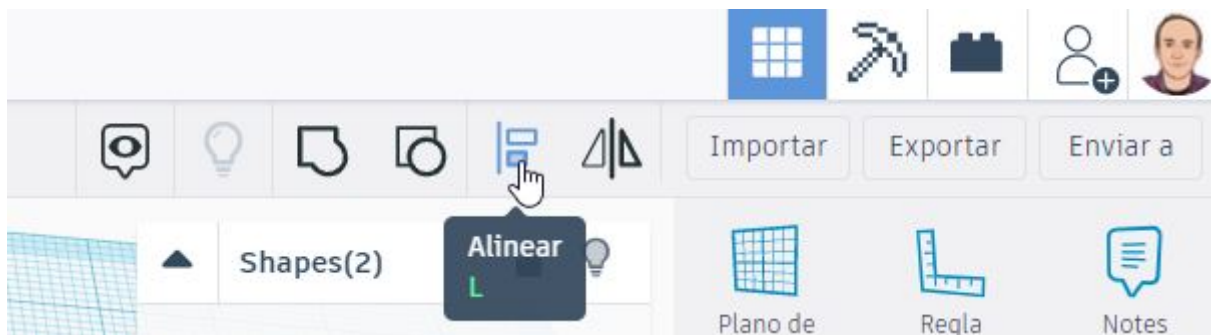 Importar
Exportar
Enviar a
Shapes(2)
Alinear
L
Plano de
Regla
Notes